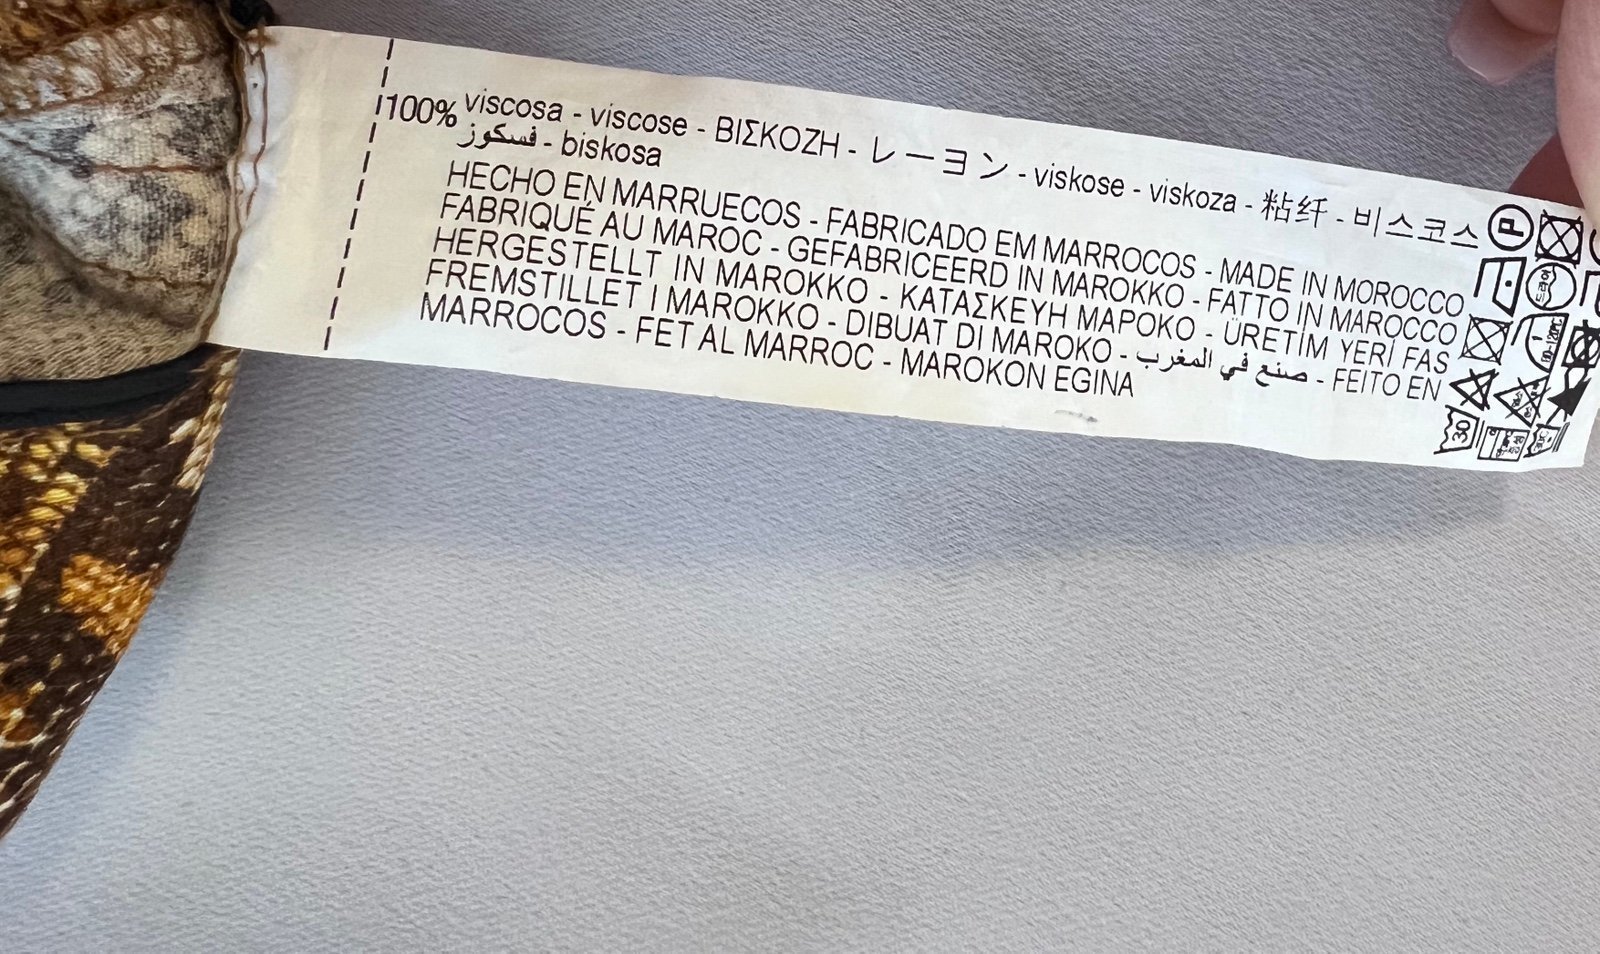 100% viscosa - viscose - ΒΙΣΚΟΖΗ - レーヨン - viskose - viskoza - 粘纤 - 비스코스
فسكوز - biskosa
HECHO EN MARRUECOS - FABRICADO EM MARROCOS - MADE IN MOROCCO
FABRIQUÉ AU MAROC - GEFABRICEERD IN MAROKKO - FATTO IN MAROCCO
HERGESTELLT IN MAROKKO - ΚΑΤΑΣΚΕΥΗ ΜΑΡΟΚΟ - ÜRETİM YERİ FAS
FREMSTILLET I MAROKKO - DIBUAT DI MAROKO - صنع في المغرب - FEITO EN
MARROCOS - FET AL MARROC - MAROKON EGINA
P
30